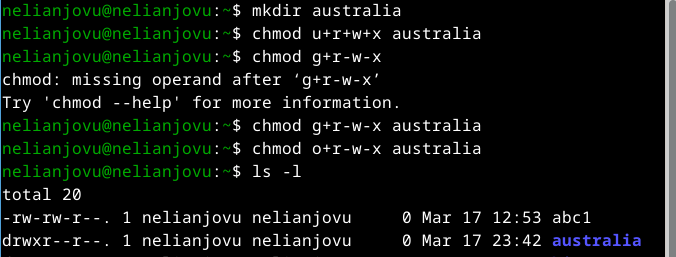 nelianjovu@nelianjovu:~$ mkdir australia
nelianjovu@nelianjovu:~$ chmod u+r+w+x australia
nelianjovu@nelianjovu:~$ chmod g+r-w-x
chmod: missing operand after ‘g+r-w-x’
Try 'chmod --help' for more information.
nelianjovu@nelianjovu:~$ chmod g+r-w-x australia
nelianjovu@nelianjovu:~$ chmod o+r-w-x australia
nelianjovu@nelianjovu:~$ ls -l
total 20
-rw-rw-r--. 1 nelianjovu nelianjovu     0 Mar 17 12:53 abc1
drwxr--r--. 1 nelianjovu nelianjovu     0 Mar 17 23:42 australia